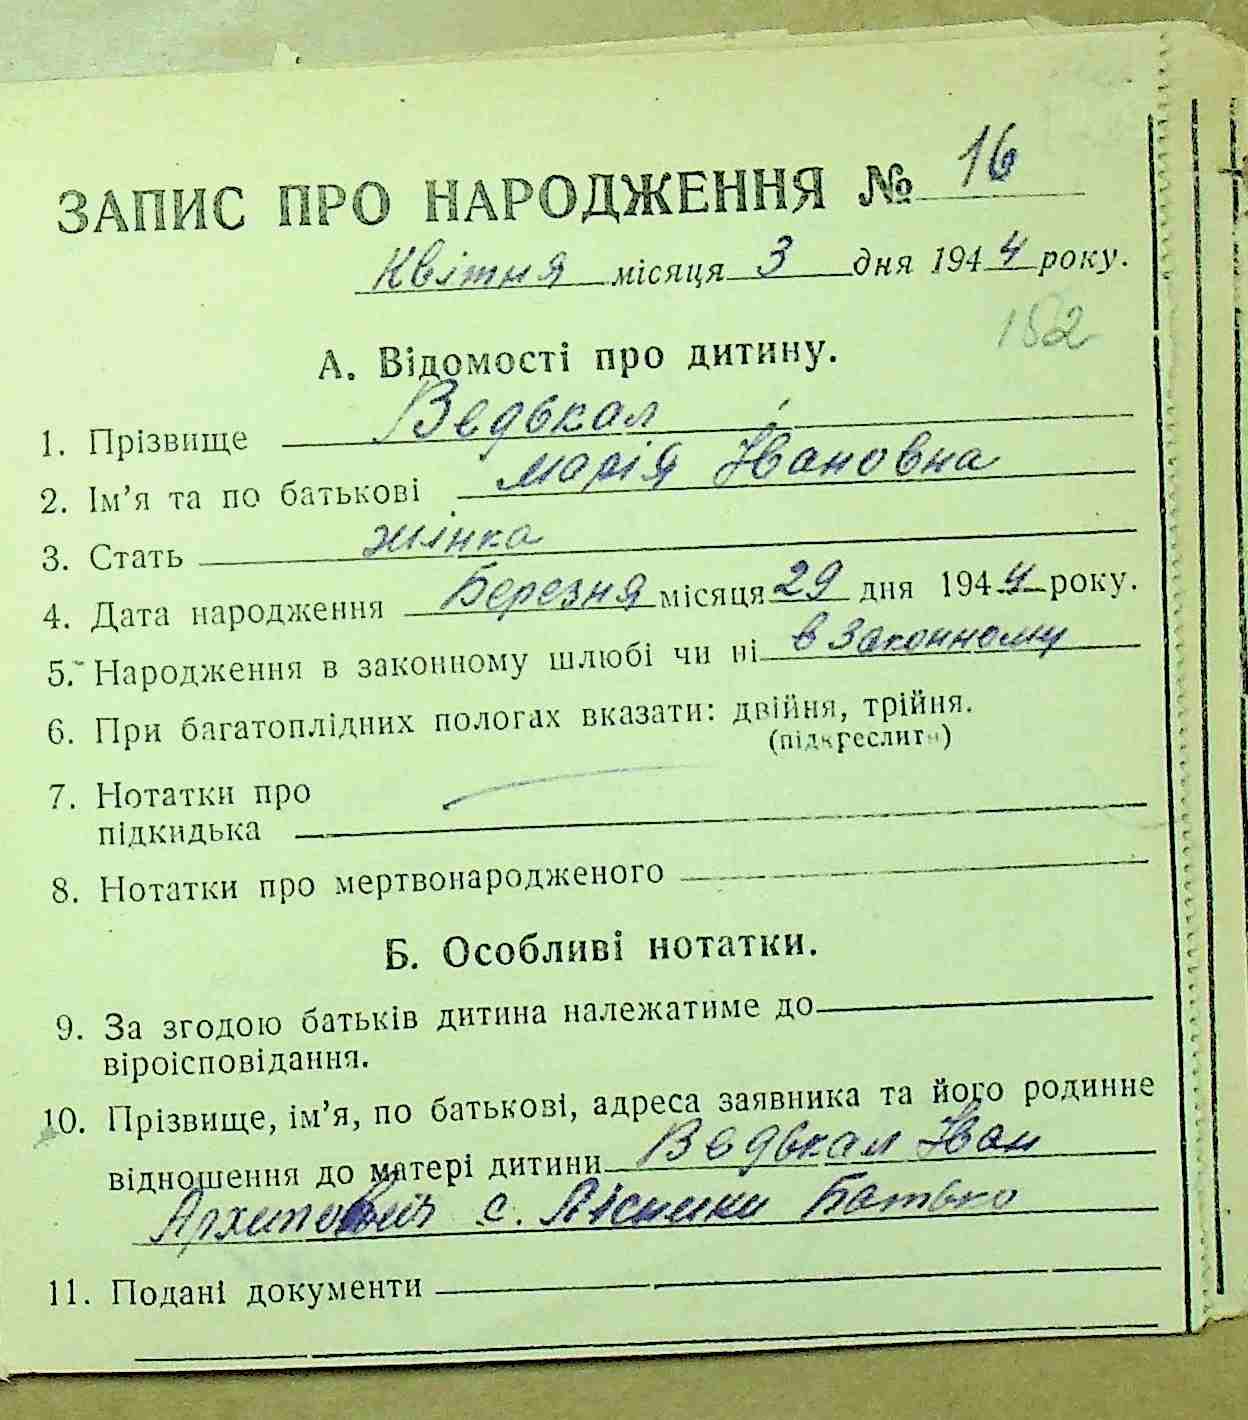 ЗАПИС ПРО НАРОДЖЕННЯ № 16
Квітня місяця 3 дня 1944 року.
182
А. Відомості про дитину.
1. Прізвище Ведькал
2. Ім'я та по батькові Марія Івановна
3. Стать жінка
4. Дата народження Березня місяця 29 дня 1944 року.
5. Народження в законному шлюбі чи ні в законному
6. При багатоплідних пологах вказати: двійня, трійня.
(підкреслити)
7. Нотатки про
підкидька
8. Нотатки про мертвонародженого
Б. Особливі нотатки.
9. За згодою батьків дитина належатиме до
віроісповідання.
10. Прізвище, ім'я, по батькові, адреса заявника та його родинне
відношення до матері дитини Ведькал Іван
Архипович с. Лісники Батько
11. Подані документи